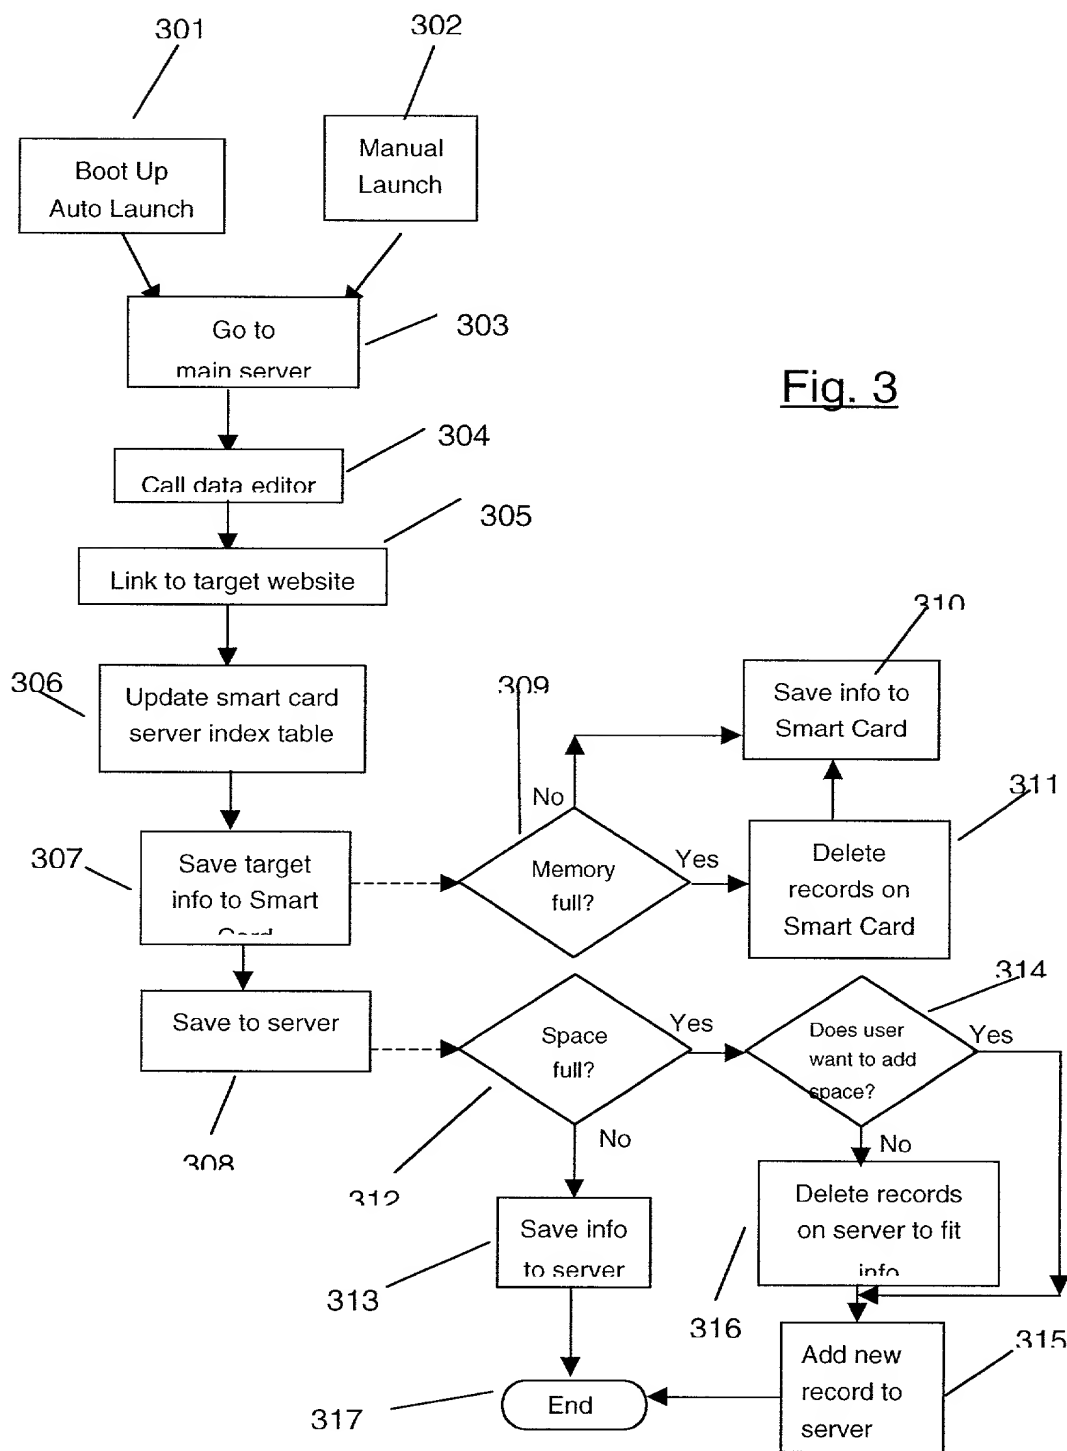 301
302
Boot Up
Auto Launch
Manual
Launch
Go to
main server
303
Fig. 3
Call data editor
304
Link to target website
305
306
Update smart card
server index table
309
310
Save info to
Smart Card
No
307
Save target
info to Smart
Card
Memory
full?
Yes
311
Delete
records on
Smart Card
Save to server
308
Space
full?
Yes
312
No
314
Does user
want to add
space?
Yes
No
Save info
to server
313
Delete records
on server to fit
info
316
Add new
record to
server
315
End
317